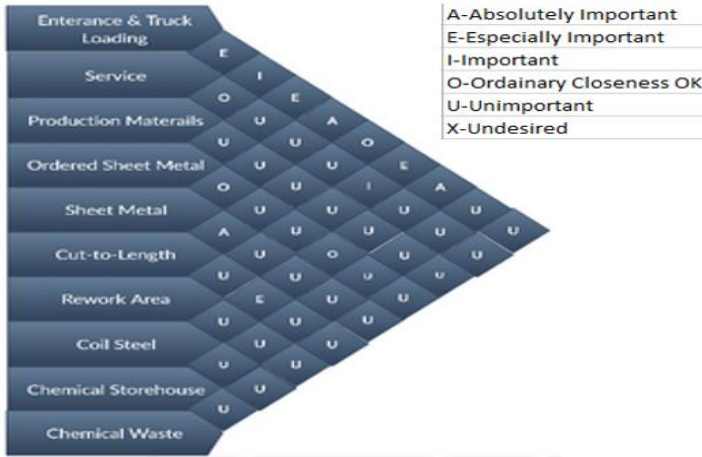 Enterance & Truck
Loading
E
Service I
O E
Production Materails U A
U U O
Ordered Sheet Metal U U E
O U I A
Sheet Metal U U U U
A U U U U
Cut-to-Length U O U U
U U U U
Rework Area E U U
U U U
Coil Steel U U
U U
Chemical Storehouse U
U
Chemical Waste
A-Absolutely Important
E-Especially Important
I-Important
O-Ordainary Closeness OK
U-Unimportant
X-Undesired